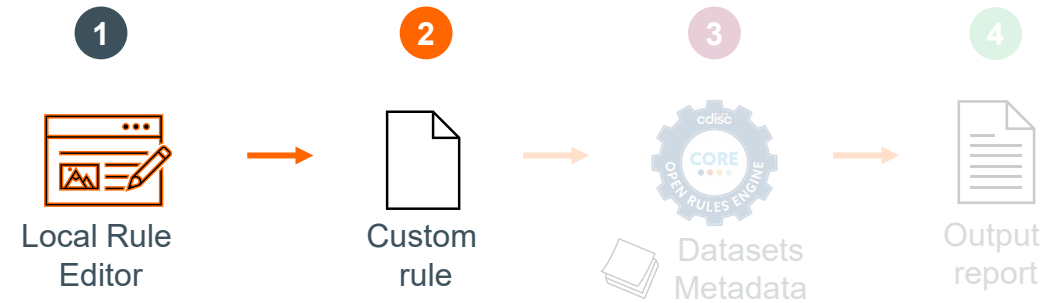 1
2
3
4
Local Rule
Editor
Custom
rule
cdisc
CORE
OPEN RULES ENGINE
Datasets
Metadata
Output
report